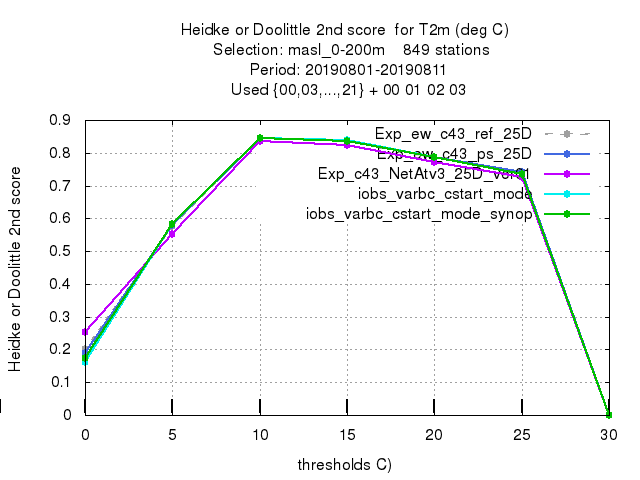 Heidke or Doolittle 2nd score  for T2m (deg C)
Selection: masl_0-200m    849 stations
Period: 20190801-20190811
Used {00,03,...,21} + 00 01 02 03
Heidke or Doolittle 2nd score
0.9
0.8
0.7
0.6
0.5
0.4
0.3
0.2
0.1
0
Exp_ew_c43_ref_25D
Exp_ew_c43_ps_25D
Exp_c43_NetAtv3_25D_ver01
iobs_varbc_cstart_mode
iobs_varbc_cstart_mode_synop
0 5 10 15 20 25 30
thresholds C)